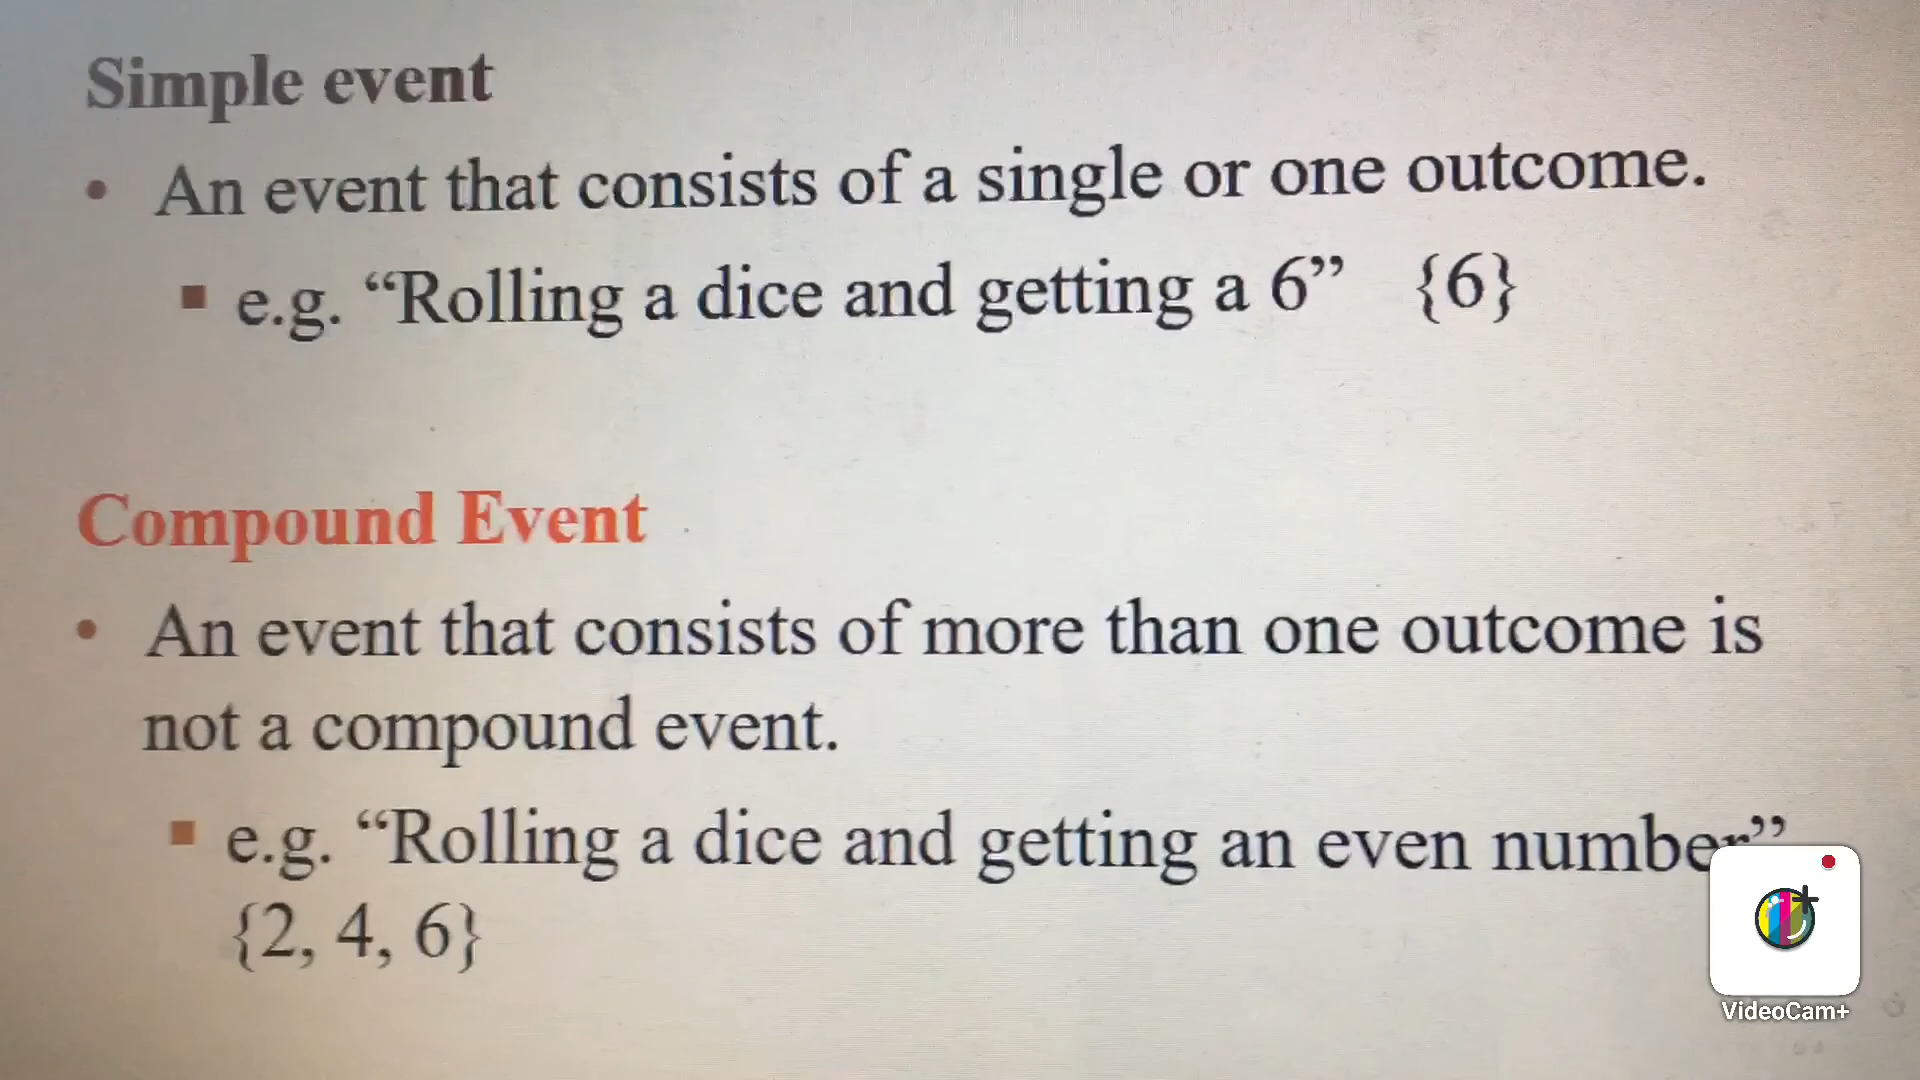 Simple event
• An event that consists of a single or one outcome.
▪ e.g. “Rolling a dice and getting a 6” {6}
Compound Event
• An event that consists of more than one outcome is
not a compound event.
▪ e.g. “Rolling a dice and getting an even number”
{2, 4, 6}
VideoCam+